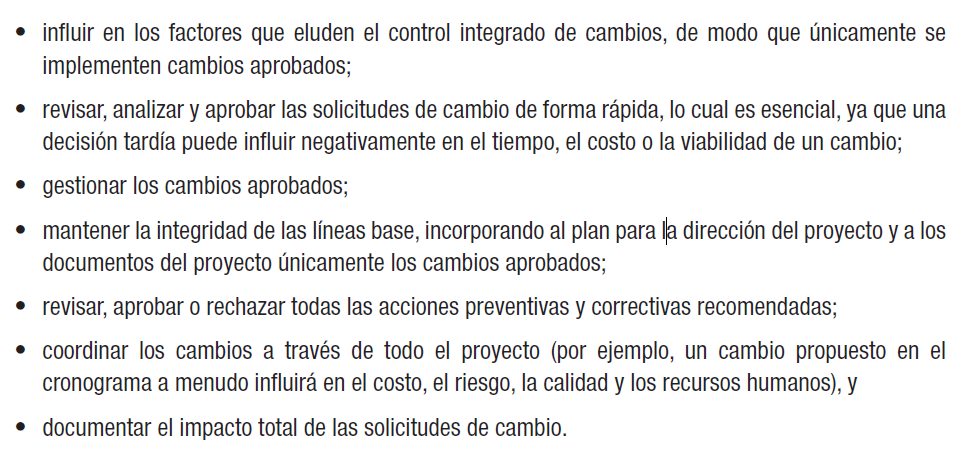 • influir en los factores que eluden el control integrado de cambios, de modo que únicamente se
implementen cambios aprobados;
• revisar, analizar y aprobar las solicitudes de cambio de forma rápida, lo cual es esencial, ya que una
decisión tardía puede influir negativamente en el tiempo, el costo o la viabilidad de un cambio;
• gestionar los cambios aprobados;
• mantener la integridad de las líneas base, incorporando al plan para la dirección del proyecto y a los
documentos del proyecto únicamente los cambios aprobados;
• revisar, aprobar o rechazar todas las acciones preventivas y correctivas recomendadas;
• coordinar los cambios a través de todo el proyecto (por ejemplo, un cambio propuesto en el
cronograma a menudo influirá en el costo, el riesgo, la calidad y los recursos humanos), y
• documentar el impacto total de las solicitudes de cambio.